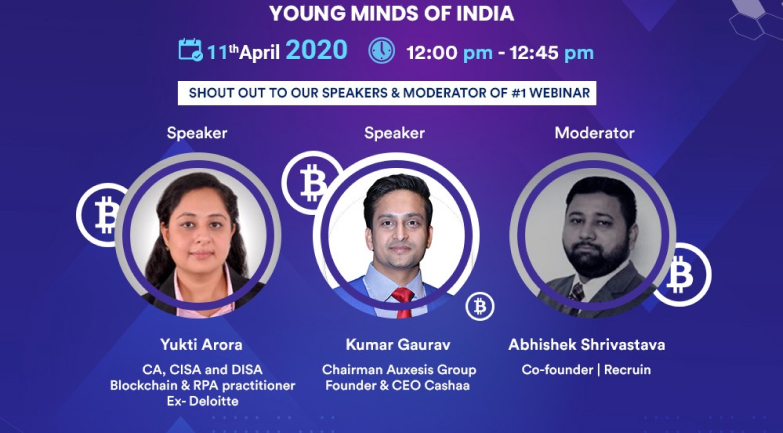 YOUNG MINDS OF INDIA
11thApril 2020 12:00 pm - 12:45 pm
SHOUT OUT TO OUR SPEAKERS & MODERATOR OF #1 WEBINAR
Speaker Speaker Moderator
Yukti Arora Kumar Gaurav Abhishek Shrivastava
CA, CISA and DISA Chairman Auxesis Group Co-founder | Recruin
Blockchain & RPA practitioner Founder & CEO Cashaa
Ex- Deloitte